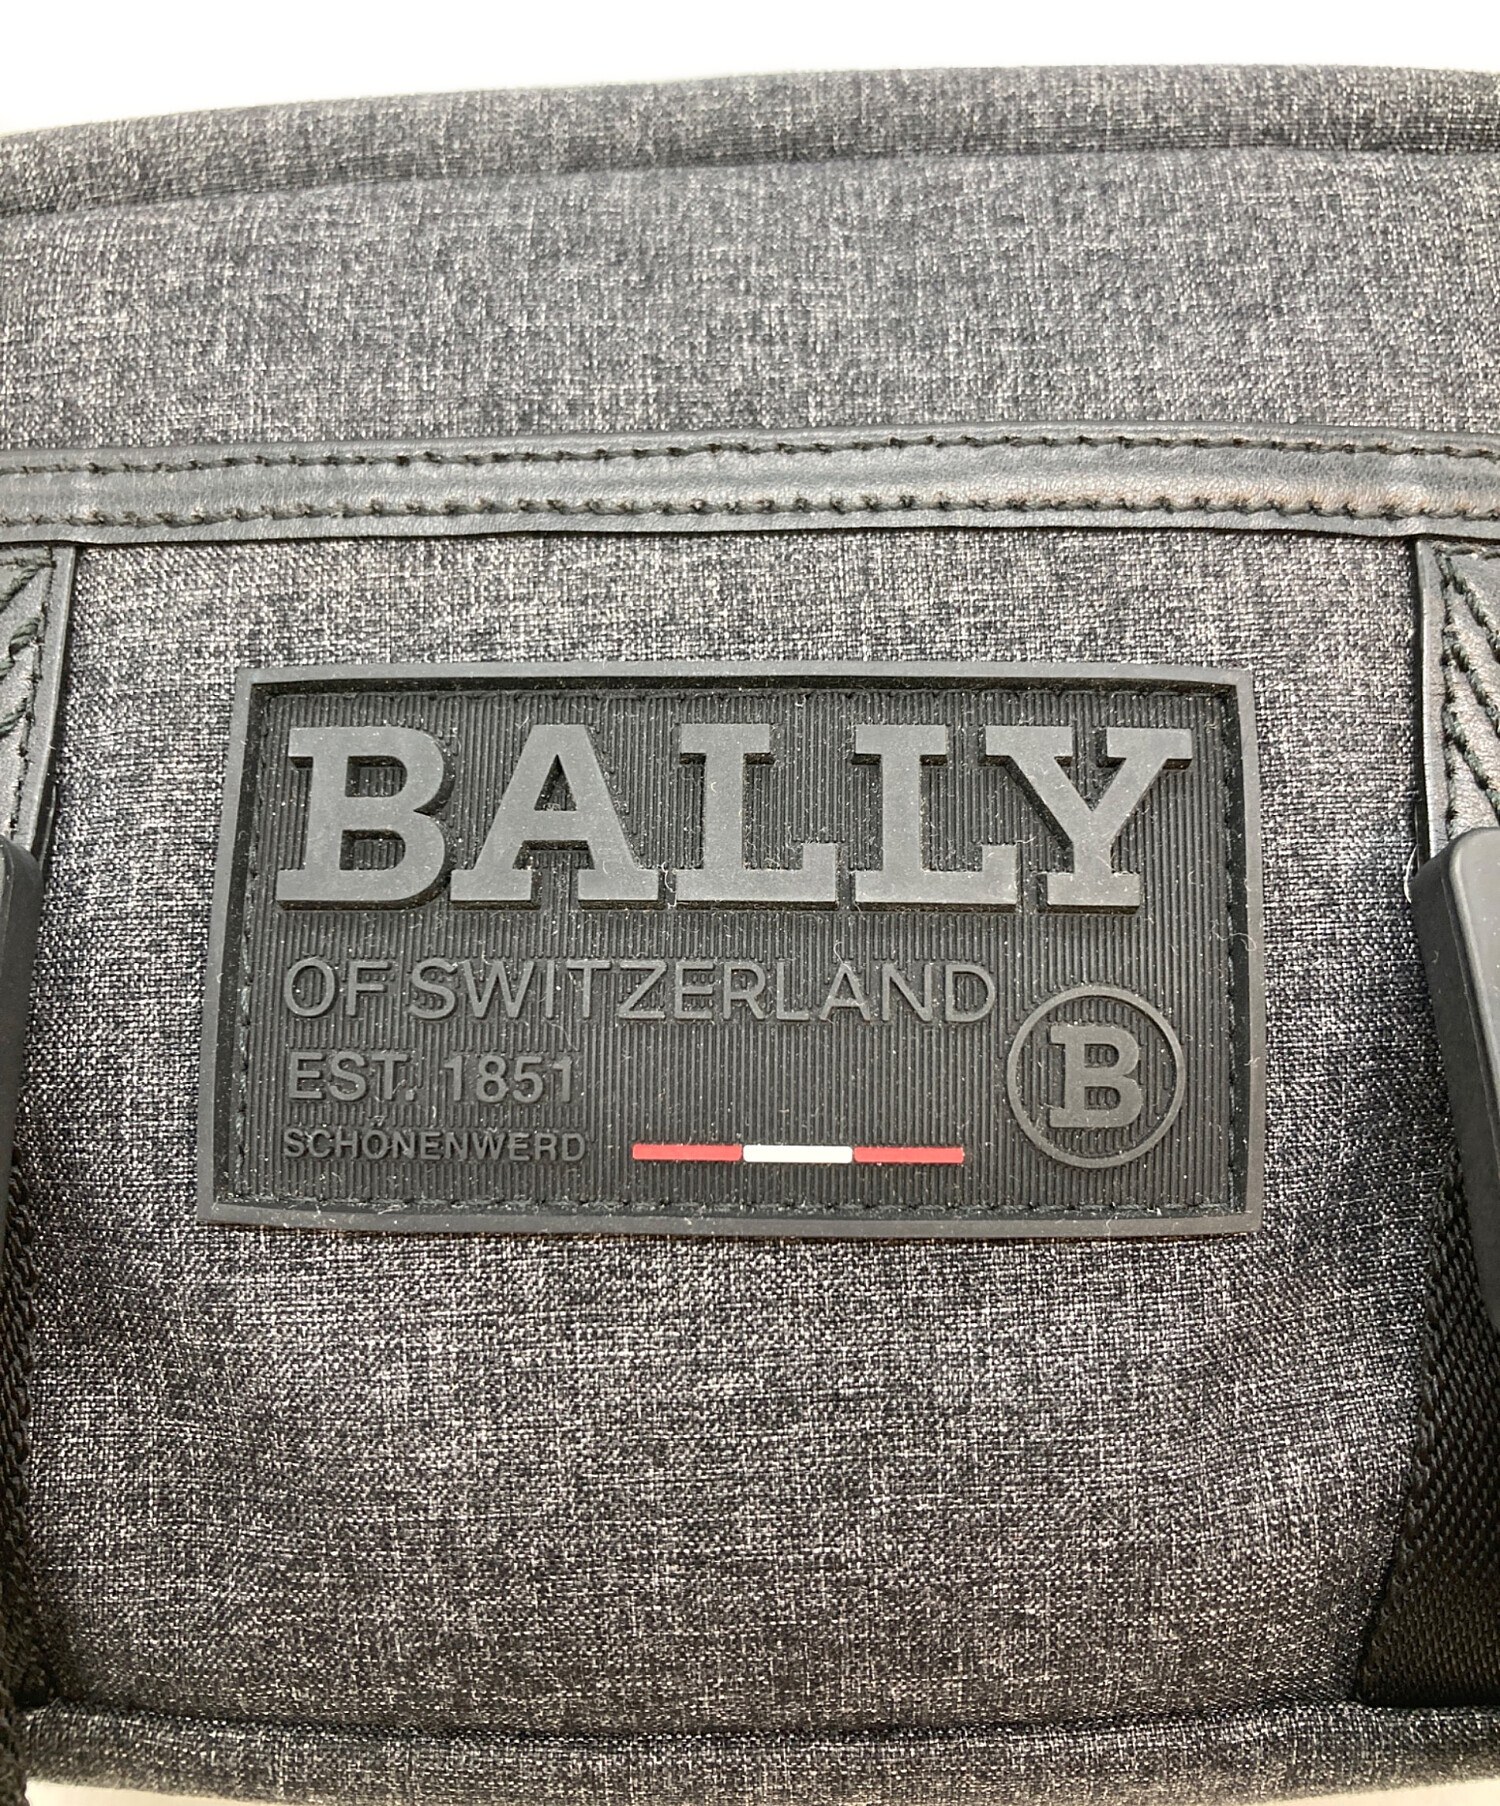 BALLY
OF SWITZERLAND
EST. 1851
SCHÖNENWERD
B